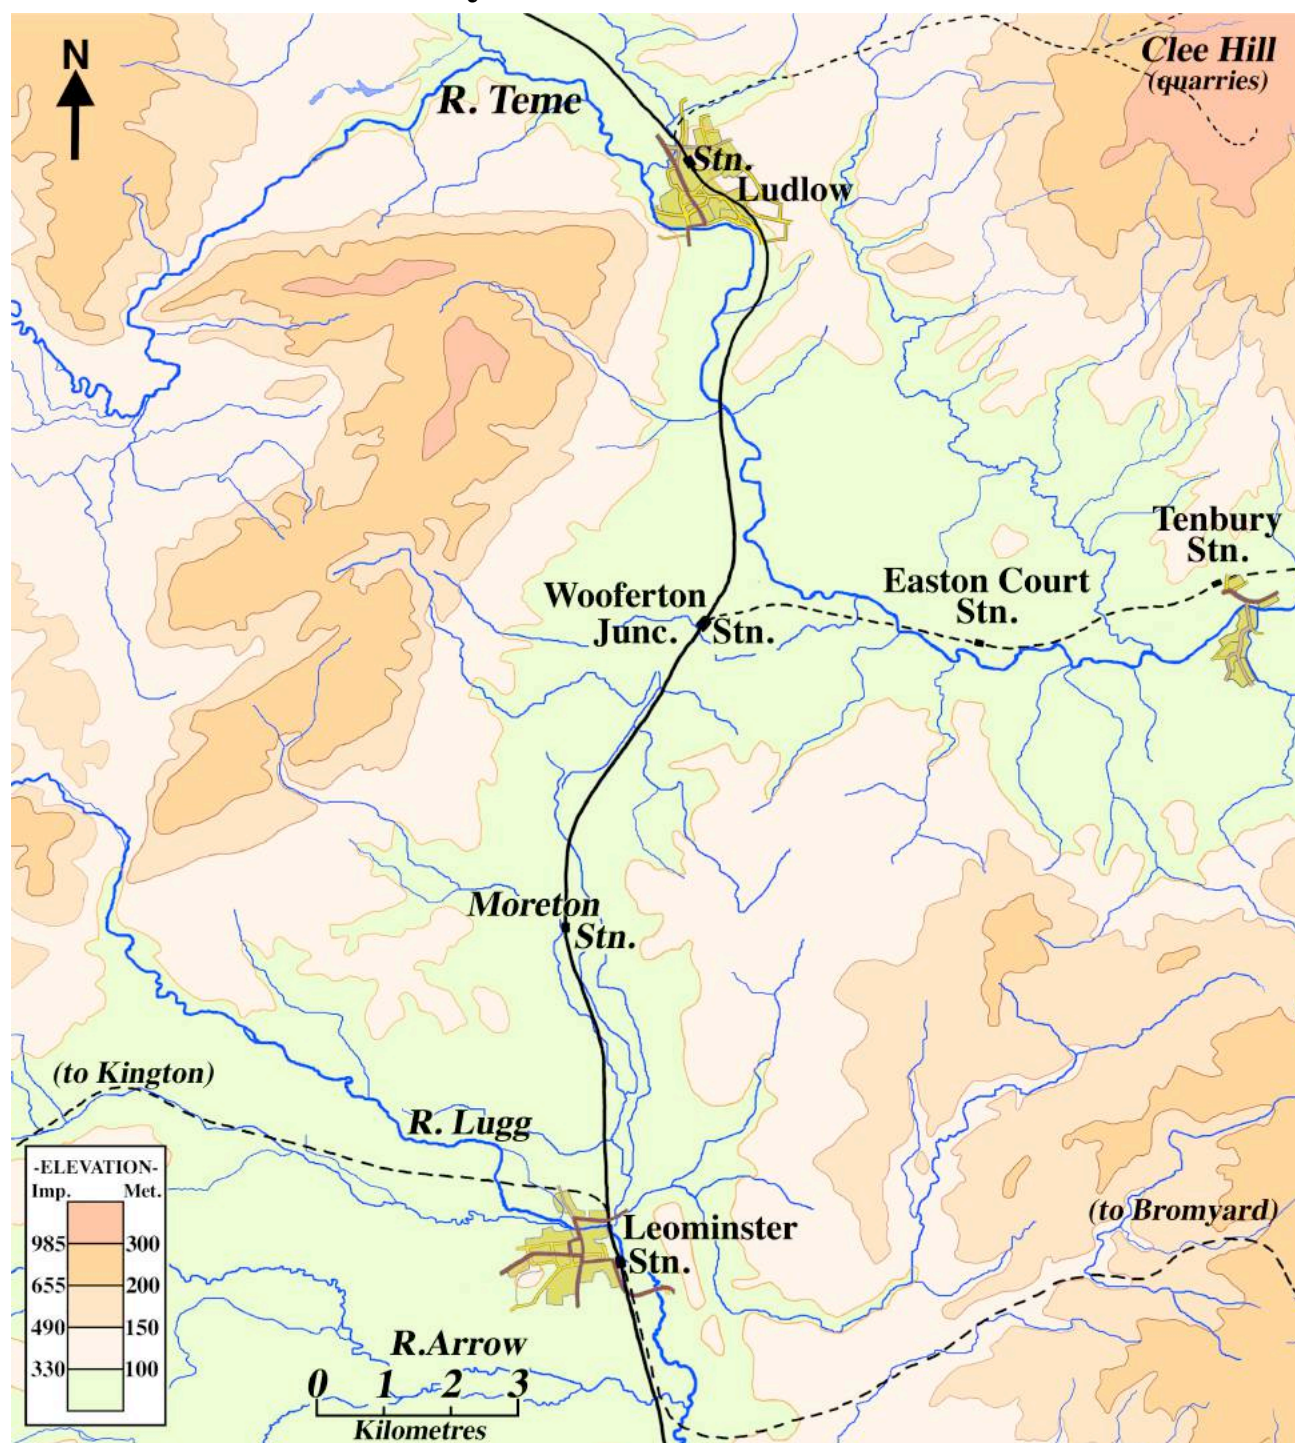 N
R. Teme
Clee Hill
(quarries)
Stn.
Ludlow
Tenbury
Stn.
Easton Court
Stn.
Wooferton
Junc.
Stn.
Moreton
Stn.
(to Kington)
R. Lugg
-ELEVATION-
Imp. Met.
985 300
655 200
490 150
330 100
(to Bromyard)
Leominster
Stn.
R.Arrow
0 1 2 3
Kilometres